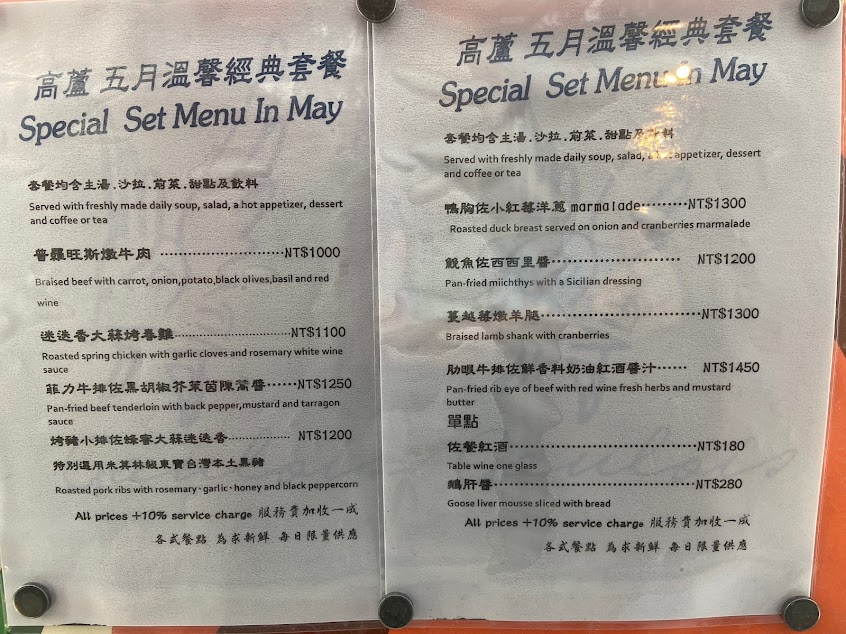 高蘆 五月溫馨經典套餐
Special Set Menu In May
套餐均含主湯.沙拉.前菜.甜點及飲料
Served with freshly made daily soup, salad, a hot appetizer, dessert
and coffee or tea
普羅旺斯燉牛肉 ························NT$1000
Braised beef with carrot, onion,potato,black olives,basil and red
wine
迷迭香大蒜烤春雞························NT$1100
Roasted spring chicken with garlic cloves and rosemary white wine
sauce
菲力牛排佐黑胡椒芥茉茵陳蒿醬······NT$1250
Pan-fried beef tenderloin with back pepper,mustard and tarragon
sauce
烤豬小排佐蜂蜜大蒜迷迭香················ NT$1200
特別選用米其林級東寶台灣本土黑豬
Roasted pork ribs with rosemary、garlic、honey and black peppercorn
All prices +10% service charge 服務費加收一成
各式餐點 為求新鮮 每日限量供應
高蘆 五月溫馨經典套餐
Special Set Menu In May
套餐均含主湯.沙拉.前菜.甜點及飲料
Served with freshly made daily soup, salad, a hot appetizer, dessert
and coffee or tea
鴨胸佐小紅莓洋蔥 marmalade·········NT$1300
Roasted duck breast served on onion and cranberries marmalade
鮸魚佐西西里醬························ NT$1200
Pan-fried miichthys with a Sicilian dressing
蔓越莓燉羊腿······························NT$1300
Braised lamb shank with cranberries
肋眼牛排佐鮮香料奶油紅酒醬汁······ NT$1450
Pan-fried rib eye of beef with red wine fresh herbs and mustard
butter
單點
佐餐紅酒···································NT$180
Table wine one glass
鵝肝醬·····································NT$280
Goose liver mousse sliced with bread
All prices +10% service charge 服務費加收一成
各式餐點 為求新鮮 每日限量供應